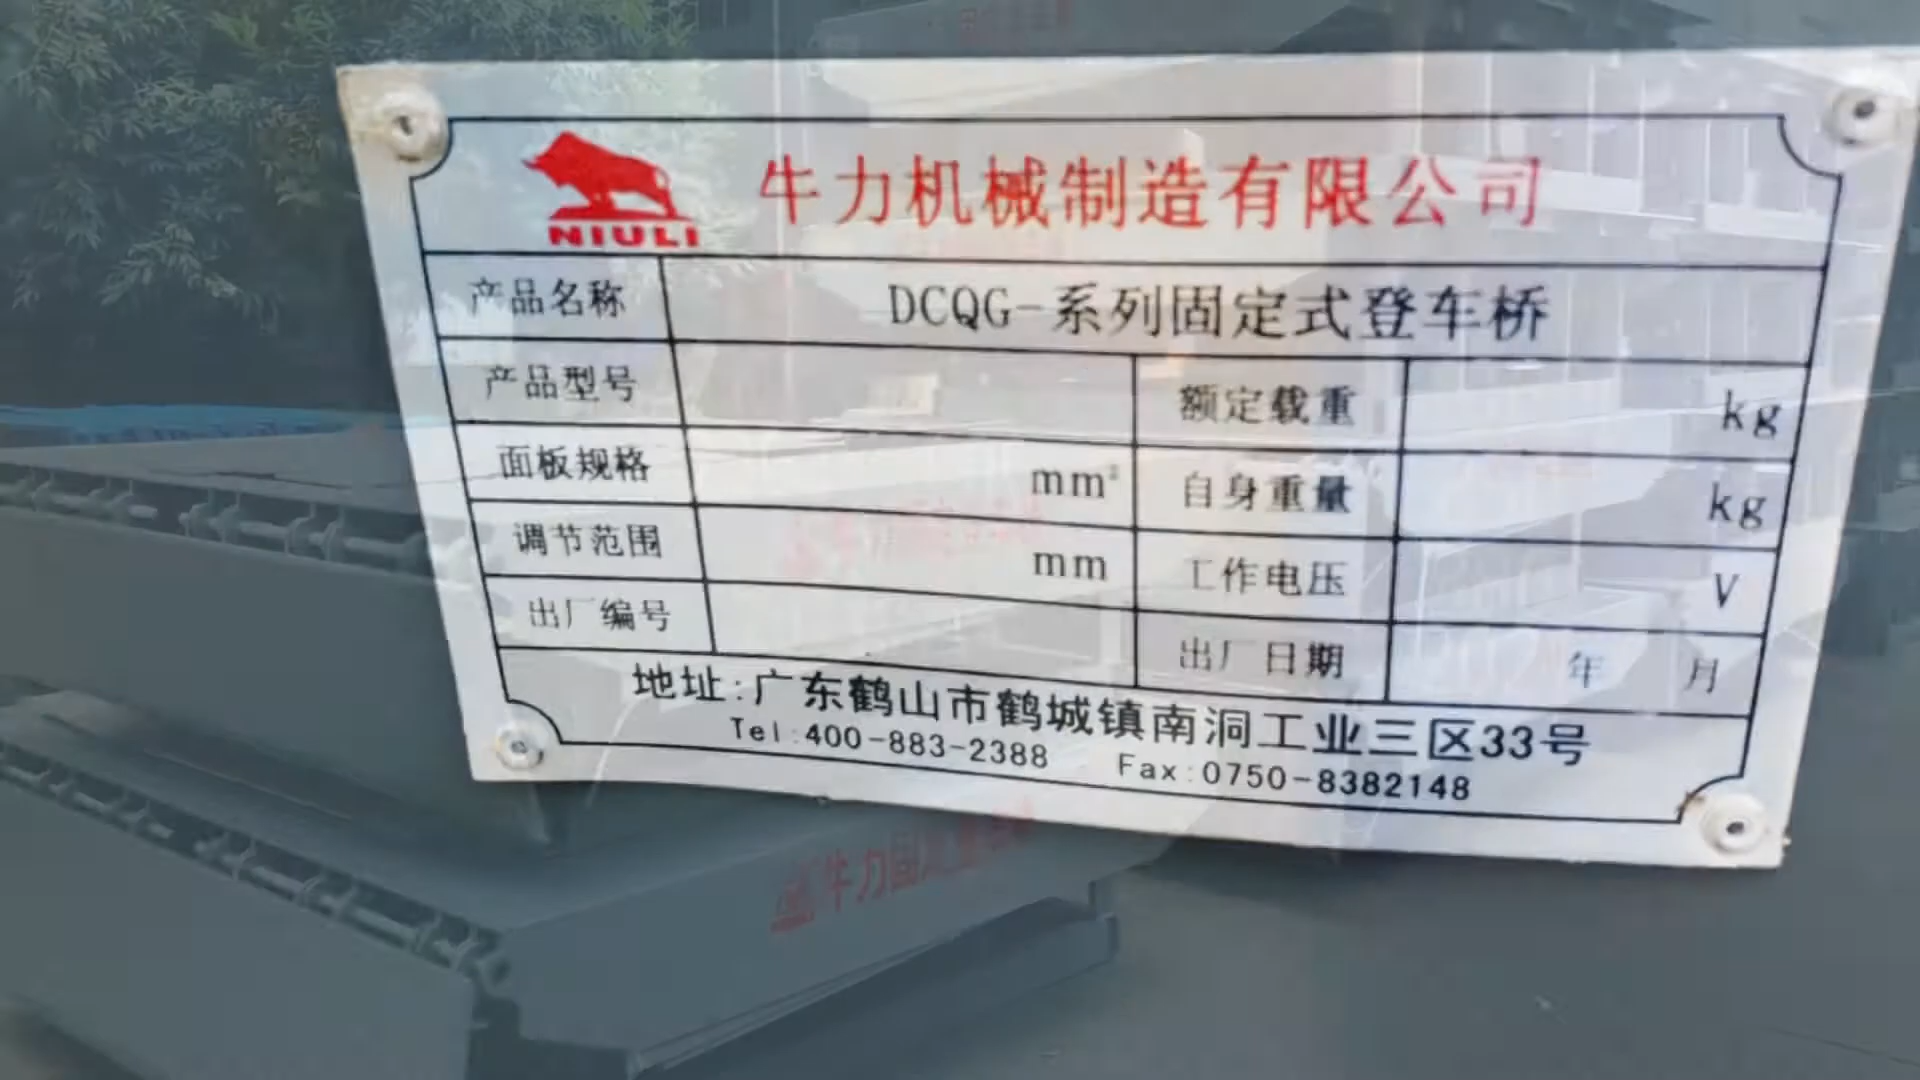 NIULI
牛力机械制造有限公司
产品名称 DCQG-系列固定式登车桥
产品型号 额定载重 kg
面板规格 mm² 自身重量 kg
调节范围 mm 工作电压 V
出厂编号 出厂日期 年 月
地址:广东鹤山市鹤城镇南洞工业三区33号
Tel:400-883-2388 Fax:0750-8382148
牛力固定